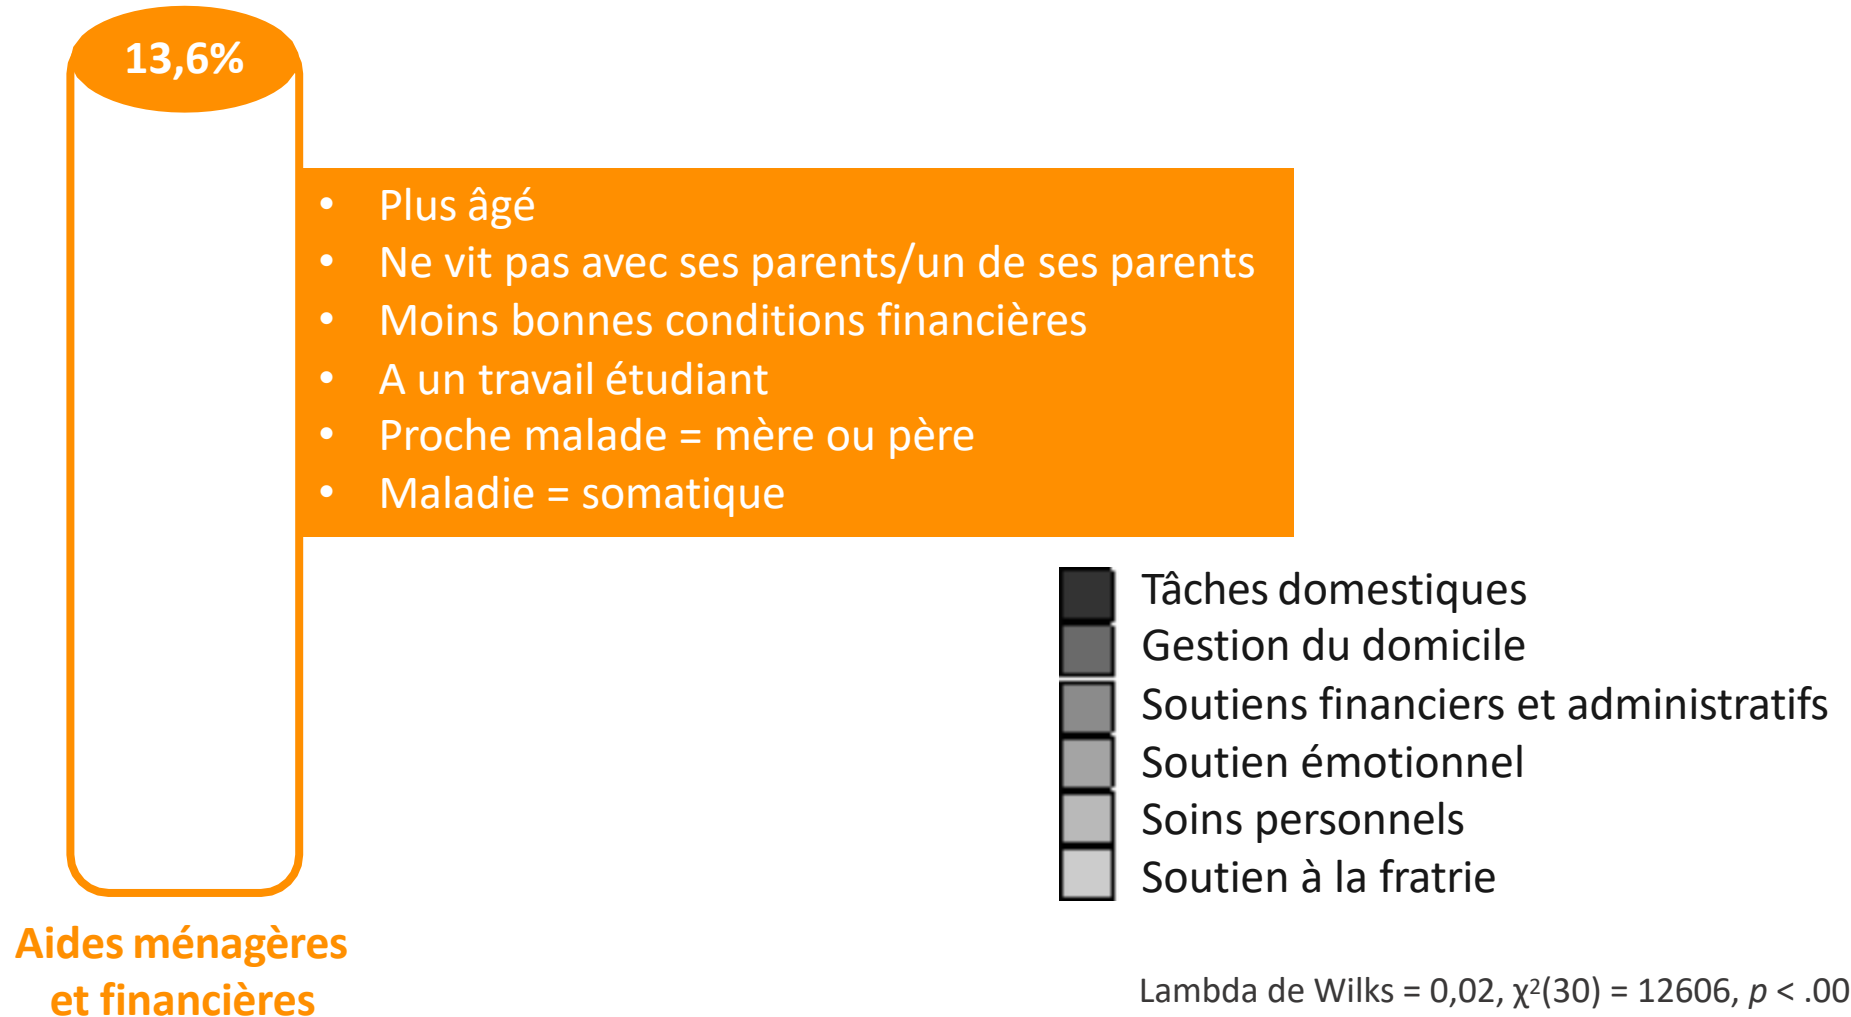 13,6%
• Plus âgé
• Ne vit pas avec ses parents/un de ses parents
• Moins bonnes conditions financières
• A un travail étudiant
• Proche malade = mère ou père
• Maladie = somatique
Tâches domestiques
Gestion du domicile
Soutiens financiers et administratifs
Soutien émotionnel
Soins personnels
Soutien à la fratrie
Aides ménagères
et financières
Lambda de Wilks = 0,02, χ²(30) = 12606, p < .00